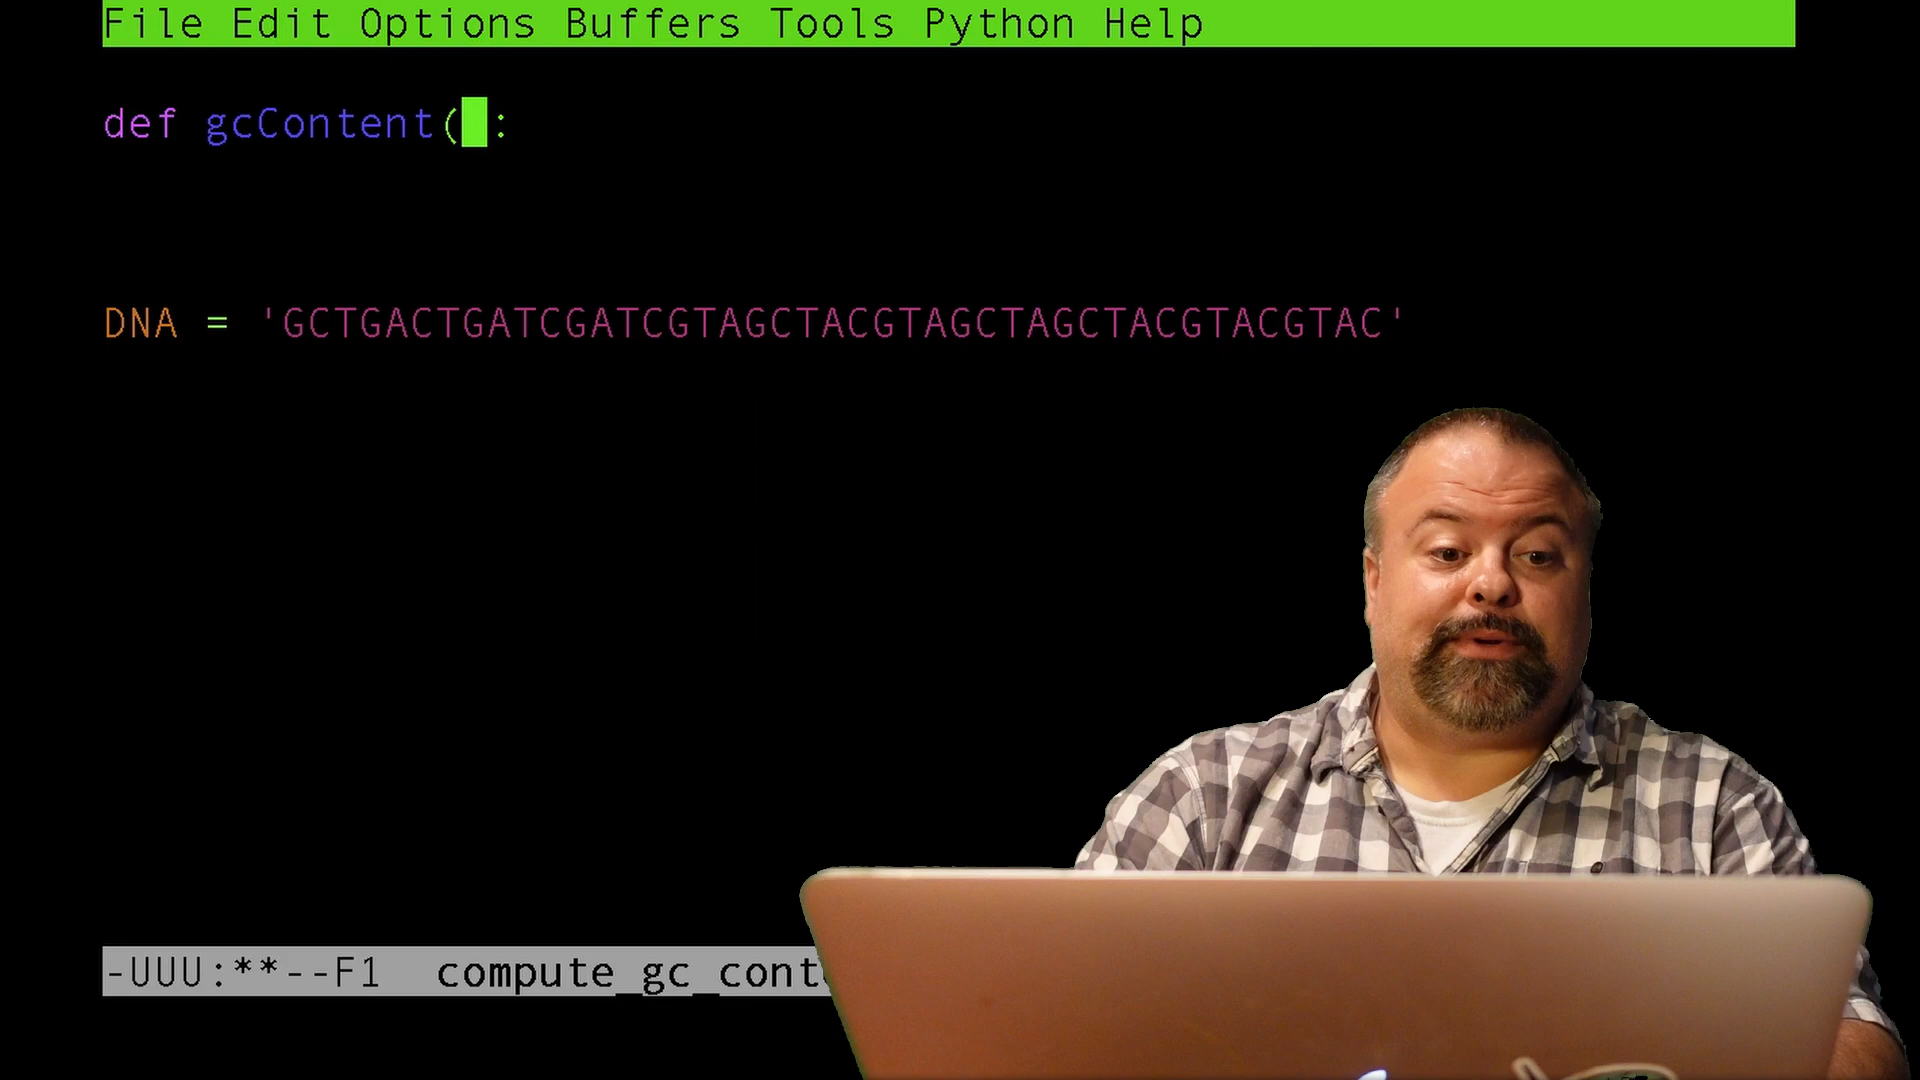 File Edit Options Buffers Tools Python Help
def gcContent( :
DNA = 'GCTGACTGATCGATCGTAGCTACGTAGCTAGCTACGTACGTAC'
-UUU:**--F1  compute_gc_cont